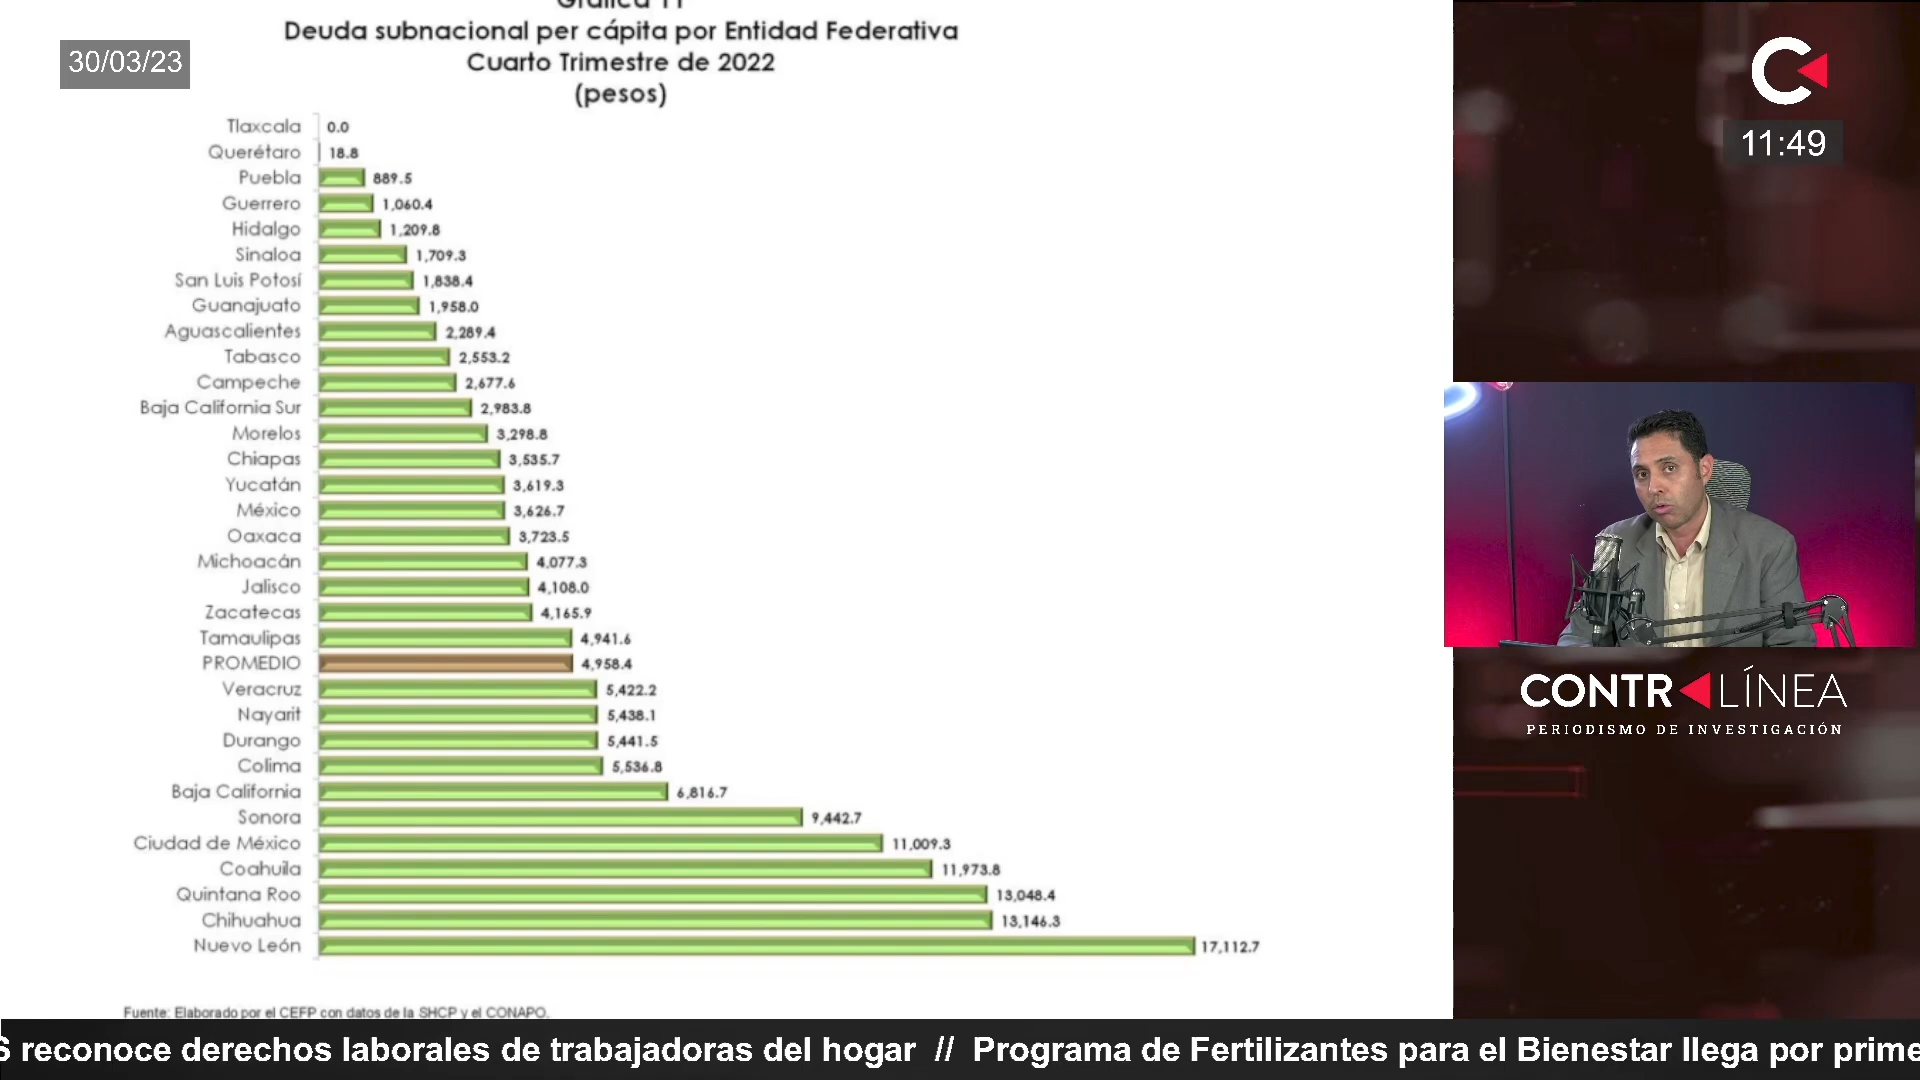 Gráfica 11
Deuda subnacional per cápita por Entidad Federativa
Cuarto Trimestre de 2022
(pesos)
30/03/23
11:49
Tlaxcala 0.0
Querétaro 18.8
Puebla 889.5
Guerrero 1,060.4
Hidalgo 1,209.8
Sinaloa 1,709.3
San Luis Potosí 1,838.4
Guanajuato 1,958.0
Aguascalientes 2,289.4
Tabasco 2,553.2
Campeche 2,677.6
Baja California Sur 2,983.8
Morelos 3,298.8
Chiapas 3,535.7
Yucatán 3,619.3
México 3,626.7
Oaxaca 3,723.5
Michoacán 4,077.3
Jalisco 4,108.0
Zacatecas 4,165.9
Tamaulipas 4,941.6
PROMEDIO 4,958.4
Veracruz 5,422.2
Nayarit 5,438.1
Durango 5,441.5
Colima 5,536.8
Baja California 6,816.7
Sonora 9,442.7
Ciudad de México 11,009.3
Coahuila 11,973.8
Quintana Roo 13,048.4
Chihuahua 13,146.3
Nuevo León 17,112.7
Fuente: Elaborado por el CEFP con datos de la SHCP y el CONAPO.
CONTR LÍNEA
PERIODISMO DE INVESTIGACIÓN
S reconoce derechos laborales de trabajadoras del hogar // Programa de Fertilizantes para el Bienestar llega por prime